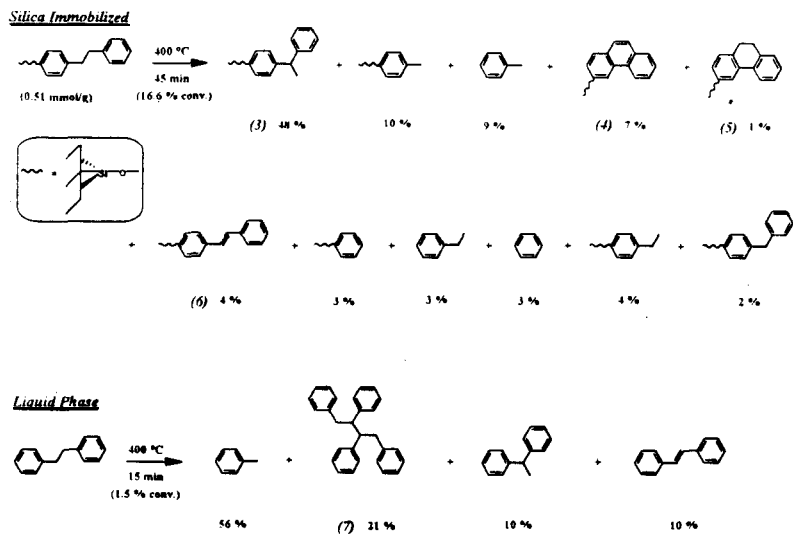 Silica Immobilized
400 °C
45 min
(0.51 mmol/g)
(16.6 % conv.)
+ + + +
(3) 48 % 10 % 9 % (4) 7 % (5) 1 %
= Si O
+ + + + + +
(6) 4 % 3 % 3 % 3 % 4 % 2 %
Liquid Phase
400 °C
15 min
(1.5 % conv.)
+ + +
56 % (7) 21 % 10 % 10 %